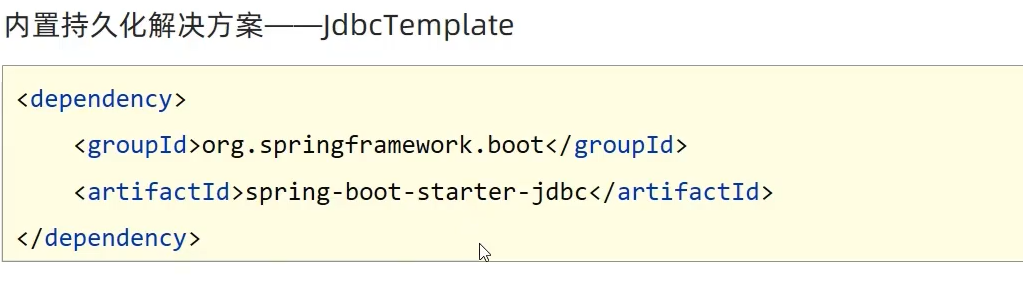 内置持久化解决方案——JdbcTemplate
<dependency>
    <groupId>org.springframework.boot</groupId>
    <artifactId>spring-boot-starter-jdbc</artifactId>
</dependency>